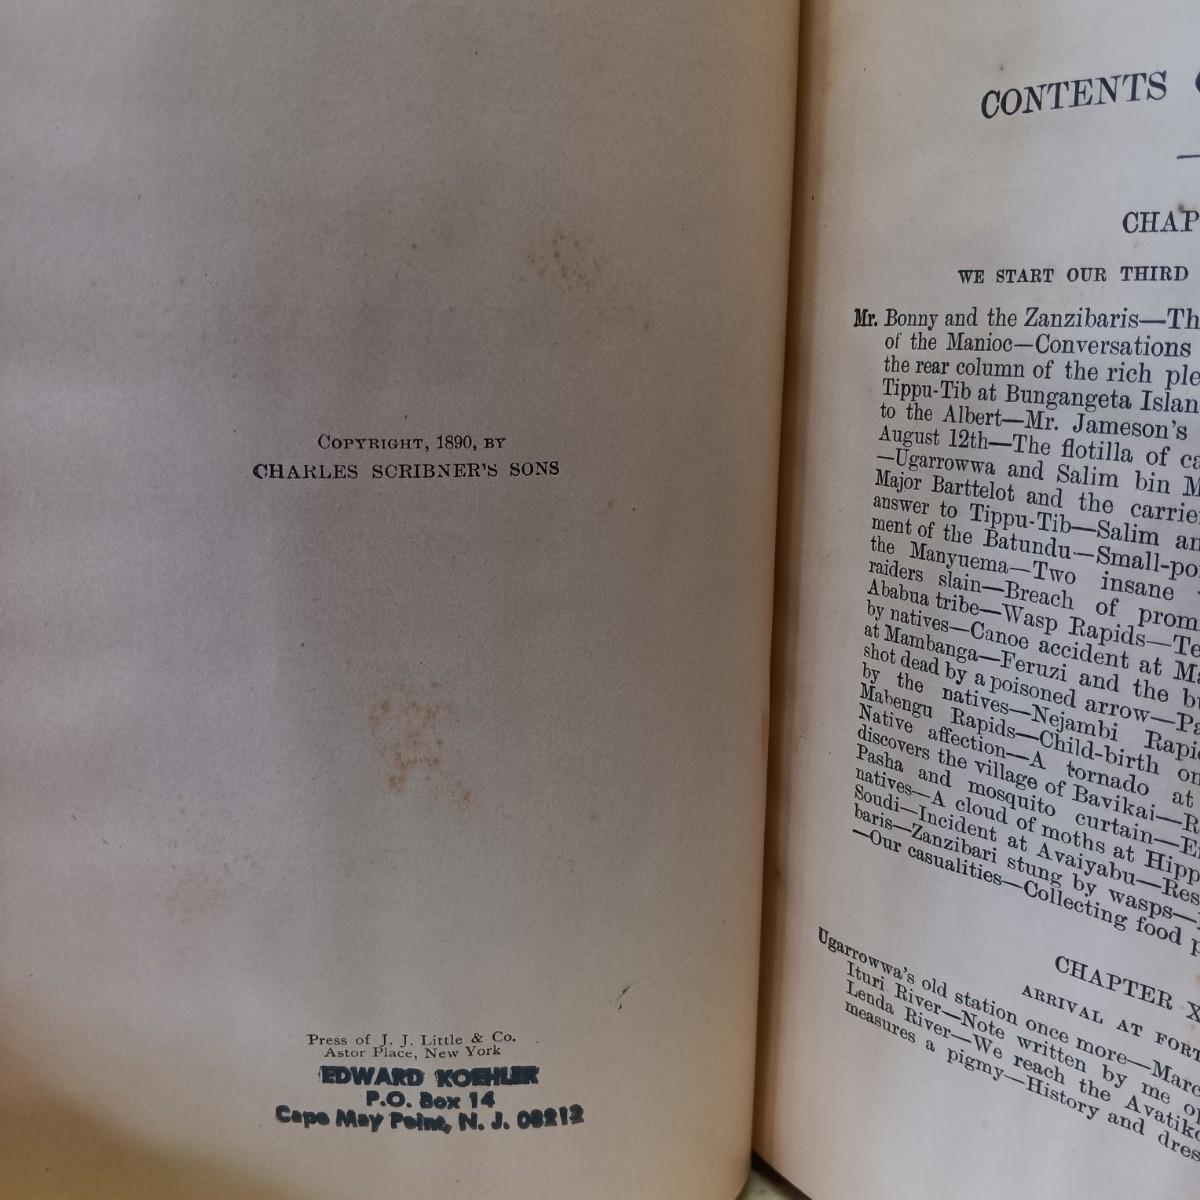 COPYRIGHT, 1890, BY
CHARLES SCRIBNER'S SONS
Press of J. J. Little & Co.
Astor Place, New York
EDWARD KOEHLER
P.O. Box 14
Cape May Point, N. J. 08212
CONTENTS
CHAP
WE START OUR THIRD
Mr. Bonny and the Zanzibaris—Th
of the Manioc—Conversations
the rear column of the rich ple
Tippu-Tib at Bungangeta Islan
to the Albert—Mr. Jameson's
August 12th—The flotilla of ca
—Ugarrowwa and Salim bin M
Major Barttelot and the carrie
answer to Tippu-Tib—Salim an
ment of the Batundu—Small-po
the Manyuema—Two insane
raiders slain—Breach of prom
Ababua tribe—Wasp Rapids—Te
by natives—Canoe accident at Ma
at Mambanga—Feruzi and the bu
shot dead by a poisoned arrow—Pa
by the natives—Nejambi Rapi
Mabengu Rapids—Child-birth on
Native affection—A tornado at
discovers the village of Bavikai—R
Pasha and mosquito curtain—E
natives—A cloud of moths at Hipp
Soudi—Incident at Avaiyabu—Res
baris—Zanzibari stung by wasps—
—Our casualities—Collecting food p
CHAPTER X
ARRIVAL AT FORT
Ugarrowwa's old station once more—Marc
Ituri River—Note written by me o
Lenda River—We reach the Avatiko
measures a pigmy—History and dres